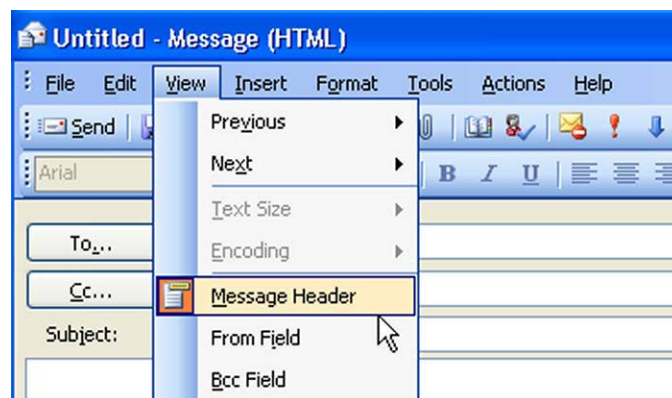 Untitled - Message (HTML)
File Edit View Insert Format Tools Actions Help
Send
Previous
Arial
Next
B I U
Text Size
To...
Encoding
Cc...
Message Header
Subject:
From Field
Bcc Field